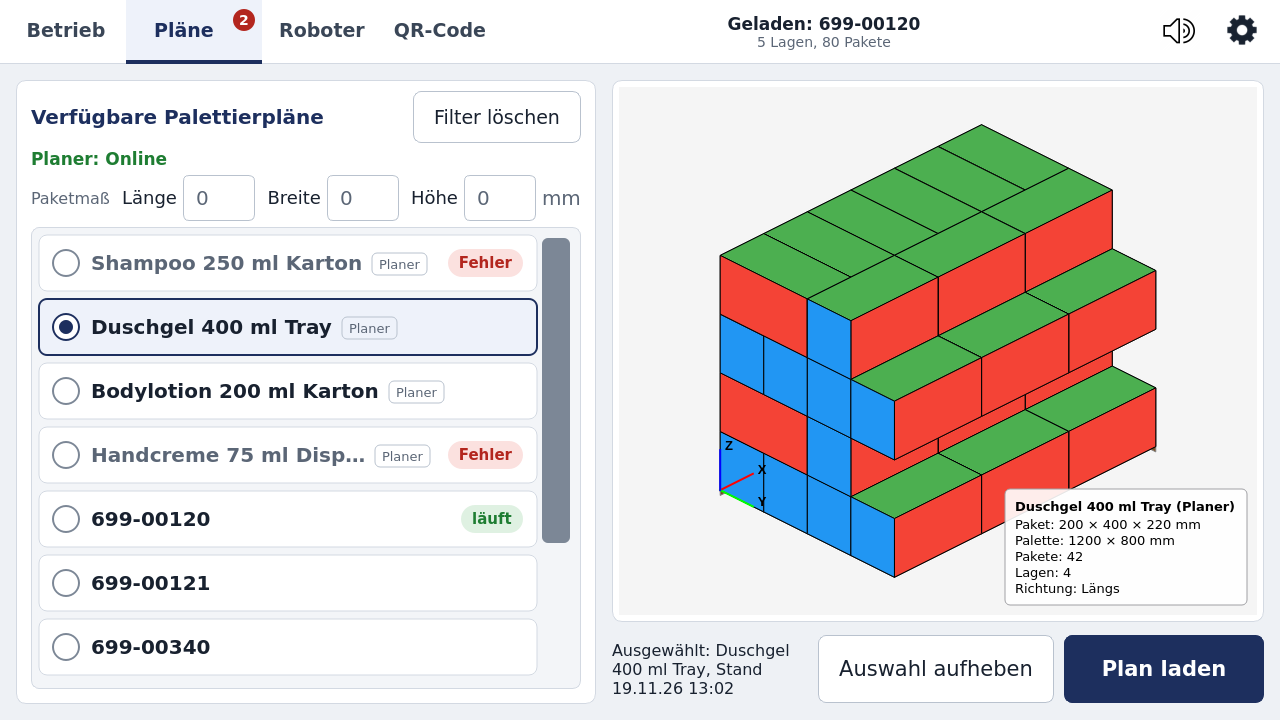 Betrieb
Pläne
2
Roboter
QR-Code
Geladen: 699-00120
5 Lagen, 80 Pakete
Verfügbare Palettierpläne
Filter löschen
Planer: Online
Paketmaß Länge 0 Breite 0 Höhe 0 mm
Shampoo 250 ml Karton Planer Fehler
Duschgel 400 ml Tray Planer
Bodylotion 200 ml Karton Planer
Handcreme 75 ml Disp… Planer Fehler
699-00120 läuft
699-00121
699-00340
Z
X
Y
Duschgel 400 ml Tray (Planer)
Paket: 200 × 400 × 220 mm
Palette: 1200 × 800 mm
Pakete: 42
Lagen: 4
Richtung: Längs
Ausgewählt: Duschgel
400 ml Tray, Stand
19.11.26 13:02
Auswahl aufheben
Plan laden